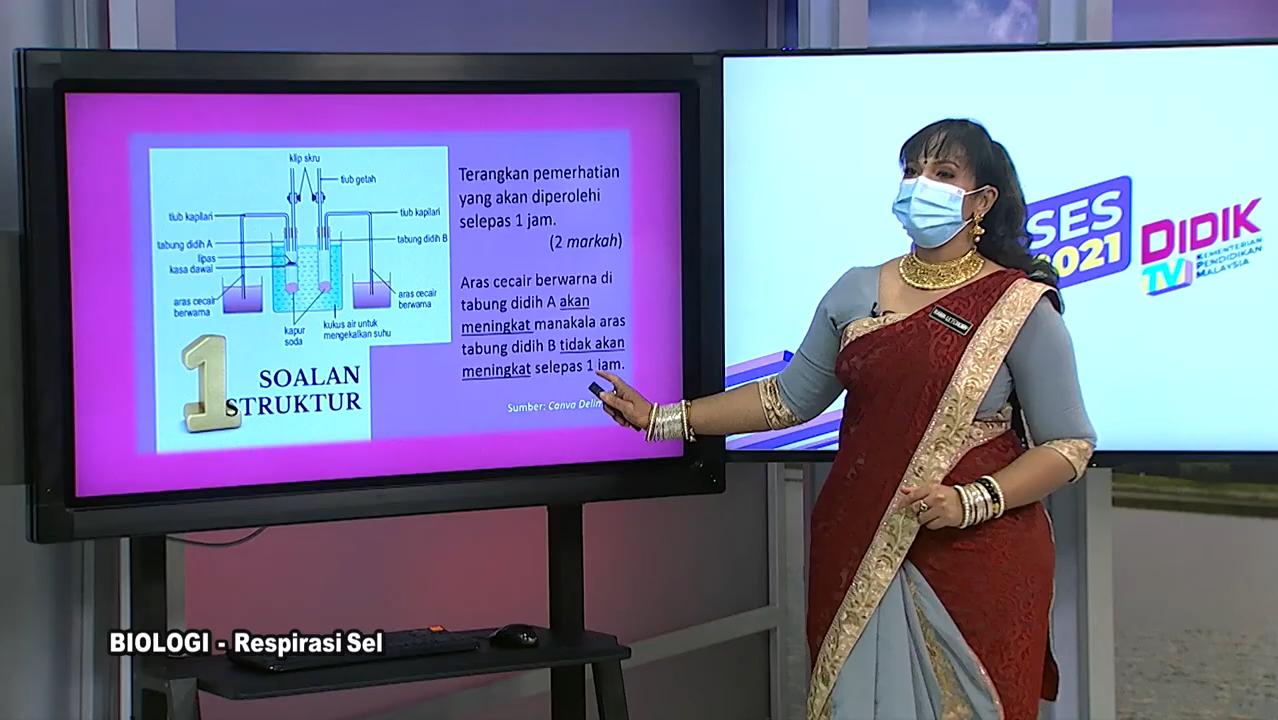 klip skru
tiub getah
tiub kapilari
tiub kapilari
tabung didih A
tabung didih B
lipas
kasa dawai
aras cecair
berwarna
aras cecair
berwarna
kapur
soda
kukus air untuk
mengekalkan suhu
1
SOALAN
STRUKTUR
Terangkan pemerhatian
yang akan diperolehi
selepas 1 jam.
(2 markah)
Aras cecair berwarna di
tabung didih A akan
meningkat manakala aras
tabung didih B tidak akan
meningkat selepas 1 jam.
Sumber: Canva
SES
2021
DIDIK
TV
KEMENTERIAN
PENDIDIKAN
MALAYSIA
BIOLOGI - Respirasi Sel